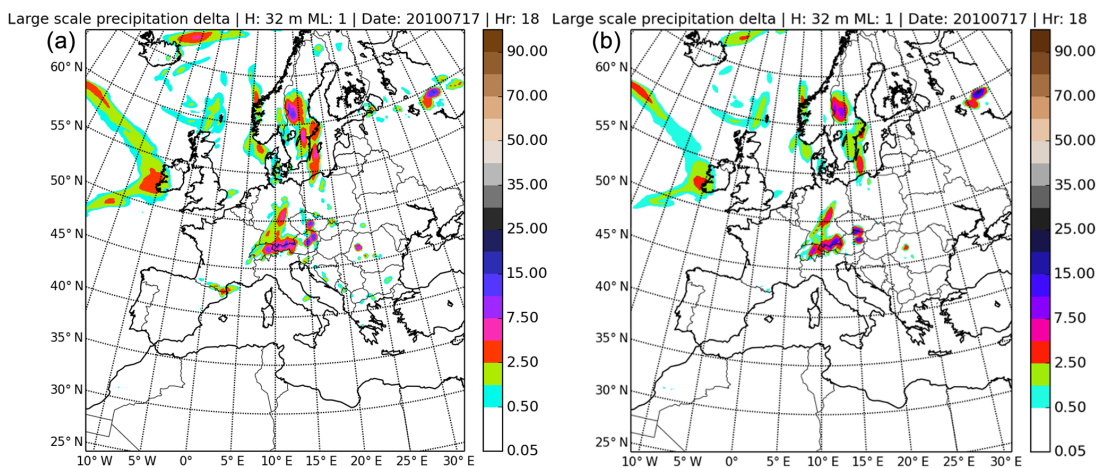 Large scale precipitation delta | H: 32 m ML: 1 | Date: 20100717 | Hr: 18
(a)
60° N
55° N
50° N
45° N
40° N
35° N
30° N
25° N
10° W 5° W 0° 5° E 10° E 15° E 20° E 25° E 30° E
90.00
70.00
50.00
35.00
25.00
15.00
7.50
2.50
0.50
0.05
Large scale precipitation delta | H: 32 m ML: 1 | Date: 20100717 | Hr: 18
(b)
60° N
55° N
50° N
45° N
40° N
35° N
30° N
25° N
10° W 5° W 0° 5° E 10° E 15° E 20° E 25° E 30° E
90.00
70.00
50.00
35.00
25.00
15.00
7.50
2.50
0.50
0.05